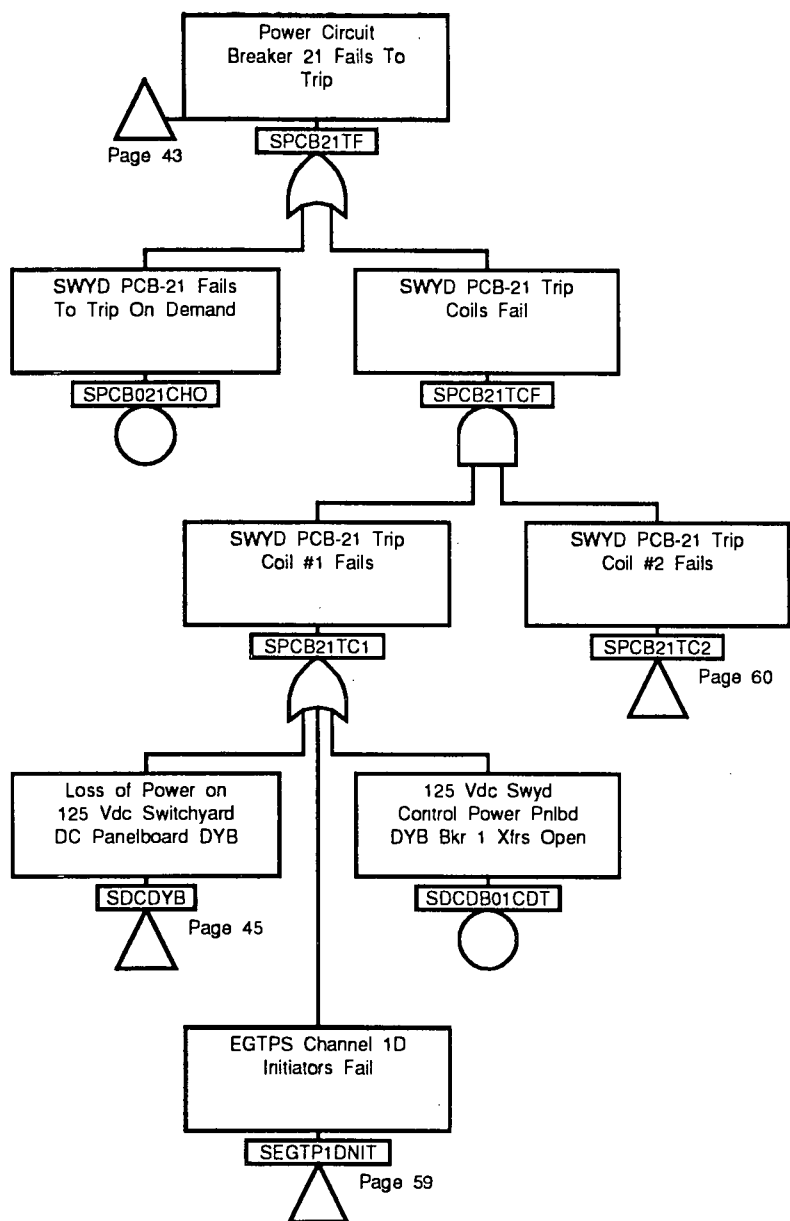 Power Circuit
Breaker 21 Fails To
Trip
Page 43
SPCB21TF
SWYD PCB-21 Fails
To Trip On Demand
SPCB021CHO
SWYD PCB-21 Trip
Coils Fail
SPCB21TCF
SWYD PCB-21 Trip
Coil #1 Fails
SPCB21TC1
SWYD PCB-21 Trip
Coil #2 Fails
SPCB21TC2
Page 60
Loss of Power on
125 Vdc Switchyard
DC Panelboard DYB
SDCDYB
Page 45
125 Vdc Swyd
Control Power Pnlbd
DYB Bkr 1 Xfrs Open
SDCDB01CDT
EGTPS Channel 1D
Initiators Fail
SEGTP1DNIT
Page 59